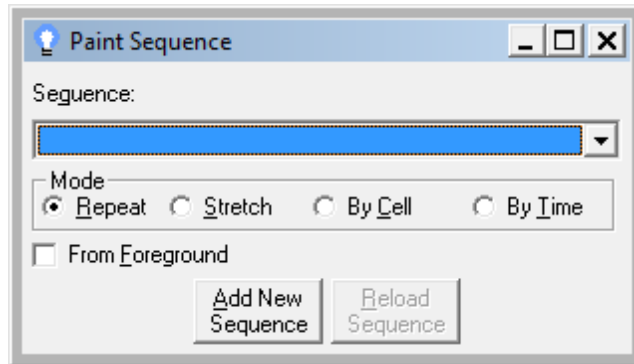 Paint Sequence
Sequence:
Mode
Repeat Stretch By Cell By Time
From Foreground
Add New Reload
Sequence Sequence